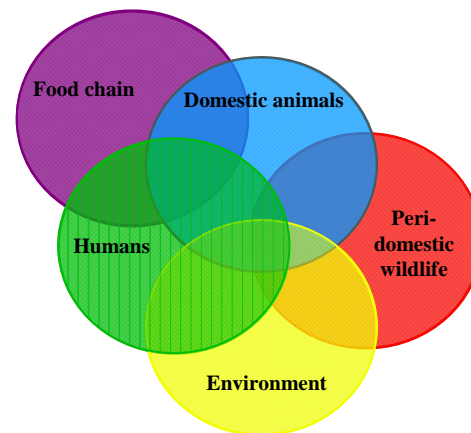 Food chain
Domestic animals
Peri-
domestic
wildlife
Humans
Environment